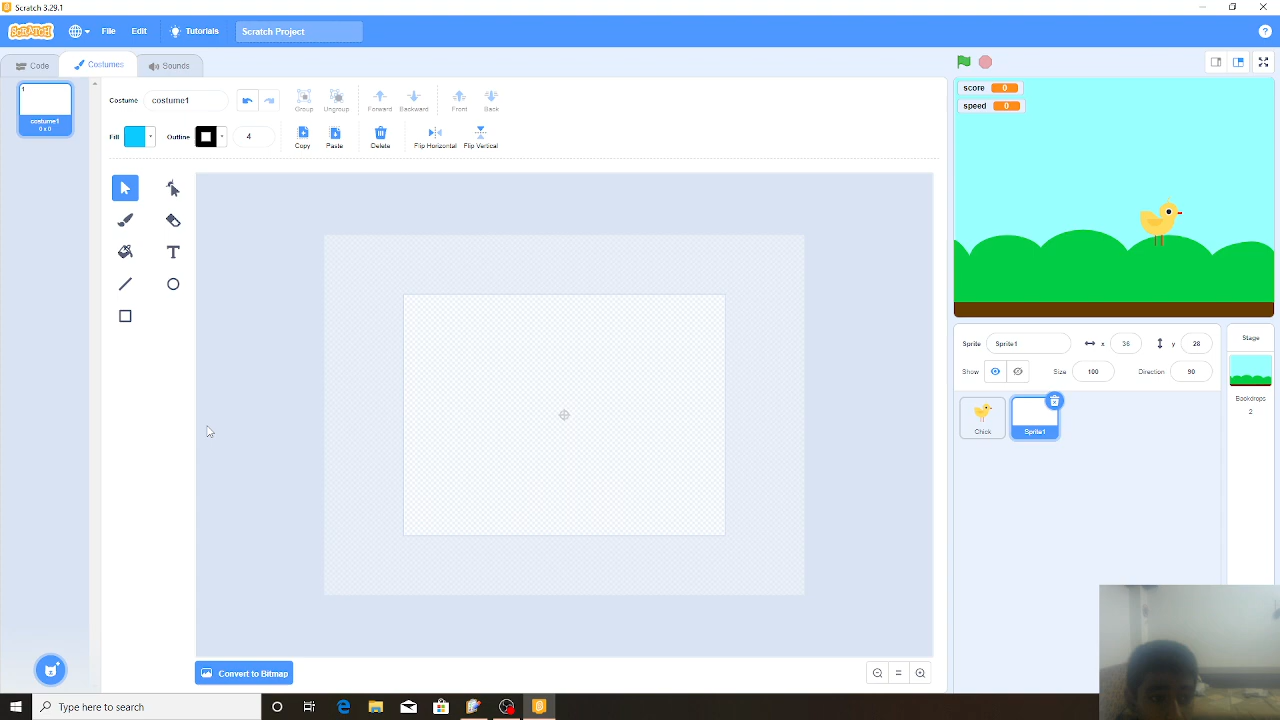 Scratch 3.29.1
SCRATCH
File Edit Tutorials Scratch Project
Code Costumes Sounds
1
costume1
0 x 0
Costume costume1
Group Ungroup Forward Backward Front Back
Fill Outline 4
Copy Paste Delete Flip Horizontal Flip Vertical
T
Convert to Bitmap
score 0
speed 0
Sprite Sprite1 x 36 y 28
Show Size 100 Direction 90
Chick
Sprite1
Stage
Backdrops
2
Type here to search